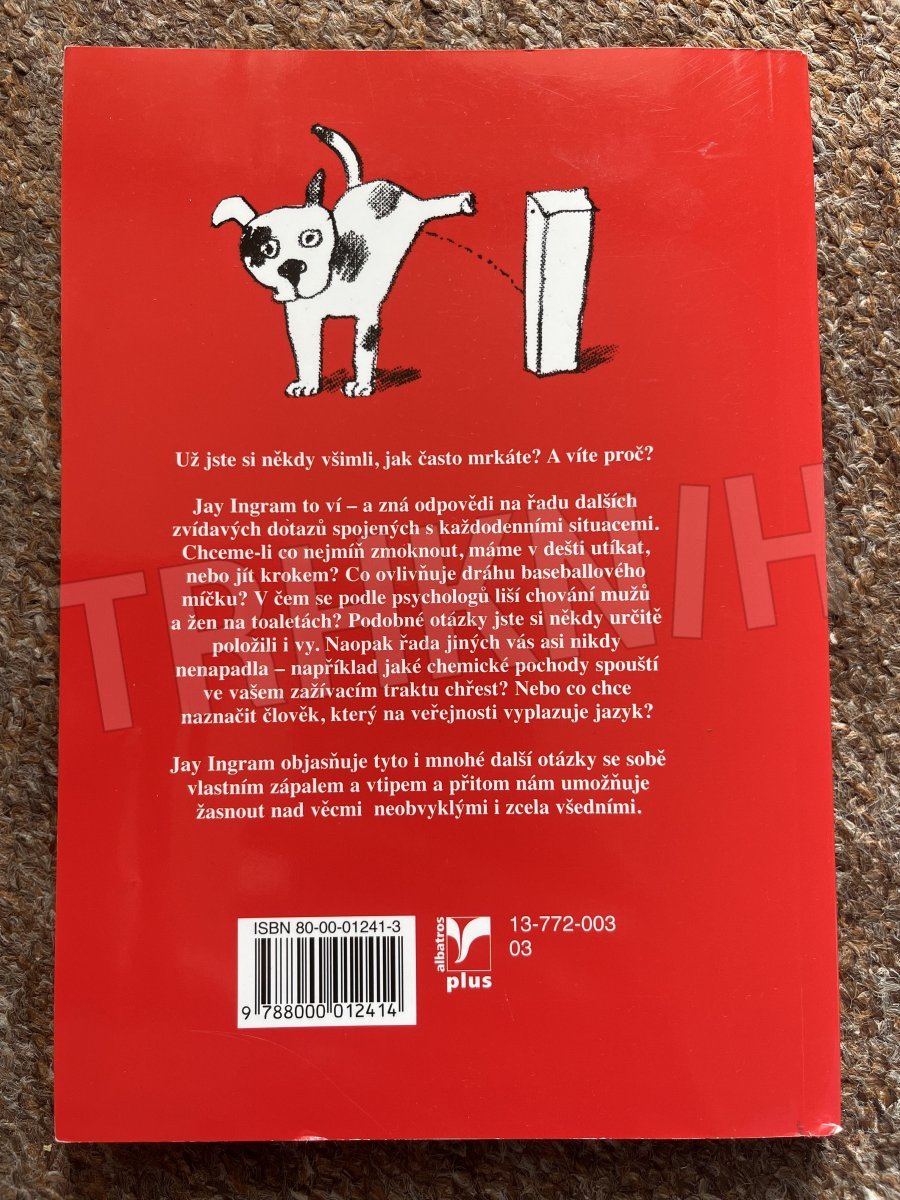 Už jste si někdy všimli, jak často mrkáte? A víte proč?
Jay Ingram to ví – a zná odpovědi na řadu dalších
zvídavých dotazů spojených s každodenními situacemi.
Chceme-li co nejmíň zmoknout, máme v dešti utíkat,
nebo jít krokem? Co ovlivňuje dráhu baseballového
míčku? V čem se podle psychologů liší chování mužů
a žen na toaletách? Podobné otázky jste si někdy určitě
položili i vy. Naopak řada jiných vás asi nikdy
nenapadla – například jaké chemické pochody spouští
ve vašem zažívacím traktu chřest? Nebo co chce
naznačit člověk, který na veřejnosti vyplazuje jazyk?
Jay Ingram objasňuje tyto i mnohé další otázky se sobě
vlastním zápalem a vtipem a přitom nám umožňuje
žasnout nad věcmi  neobvyklými i zcela všedními.
TRHKNIH
ISBN 80-00-01241-3
9 788000 012414
albatros
plus
13-772-003
03